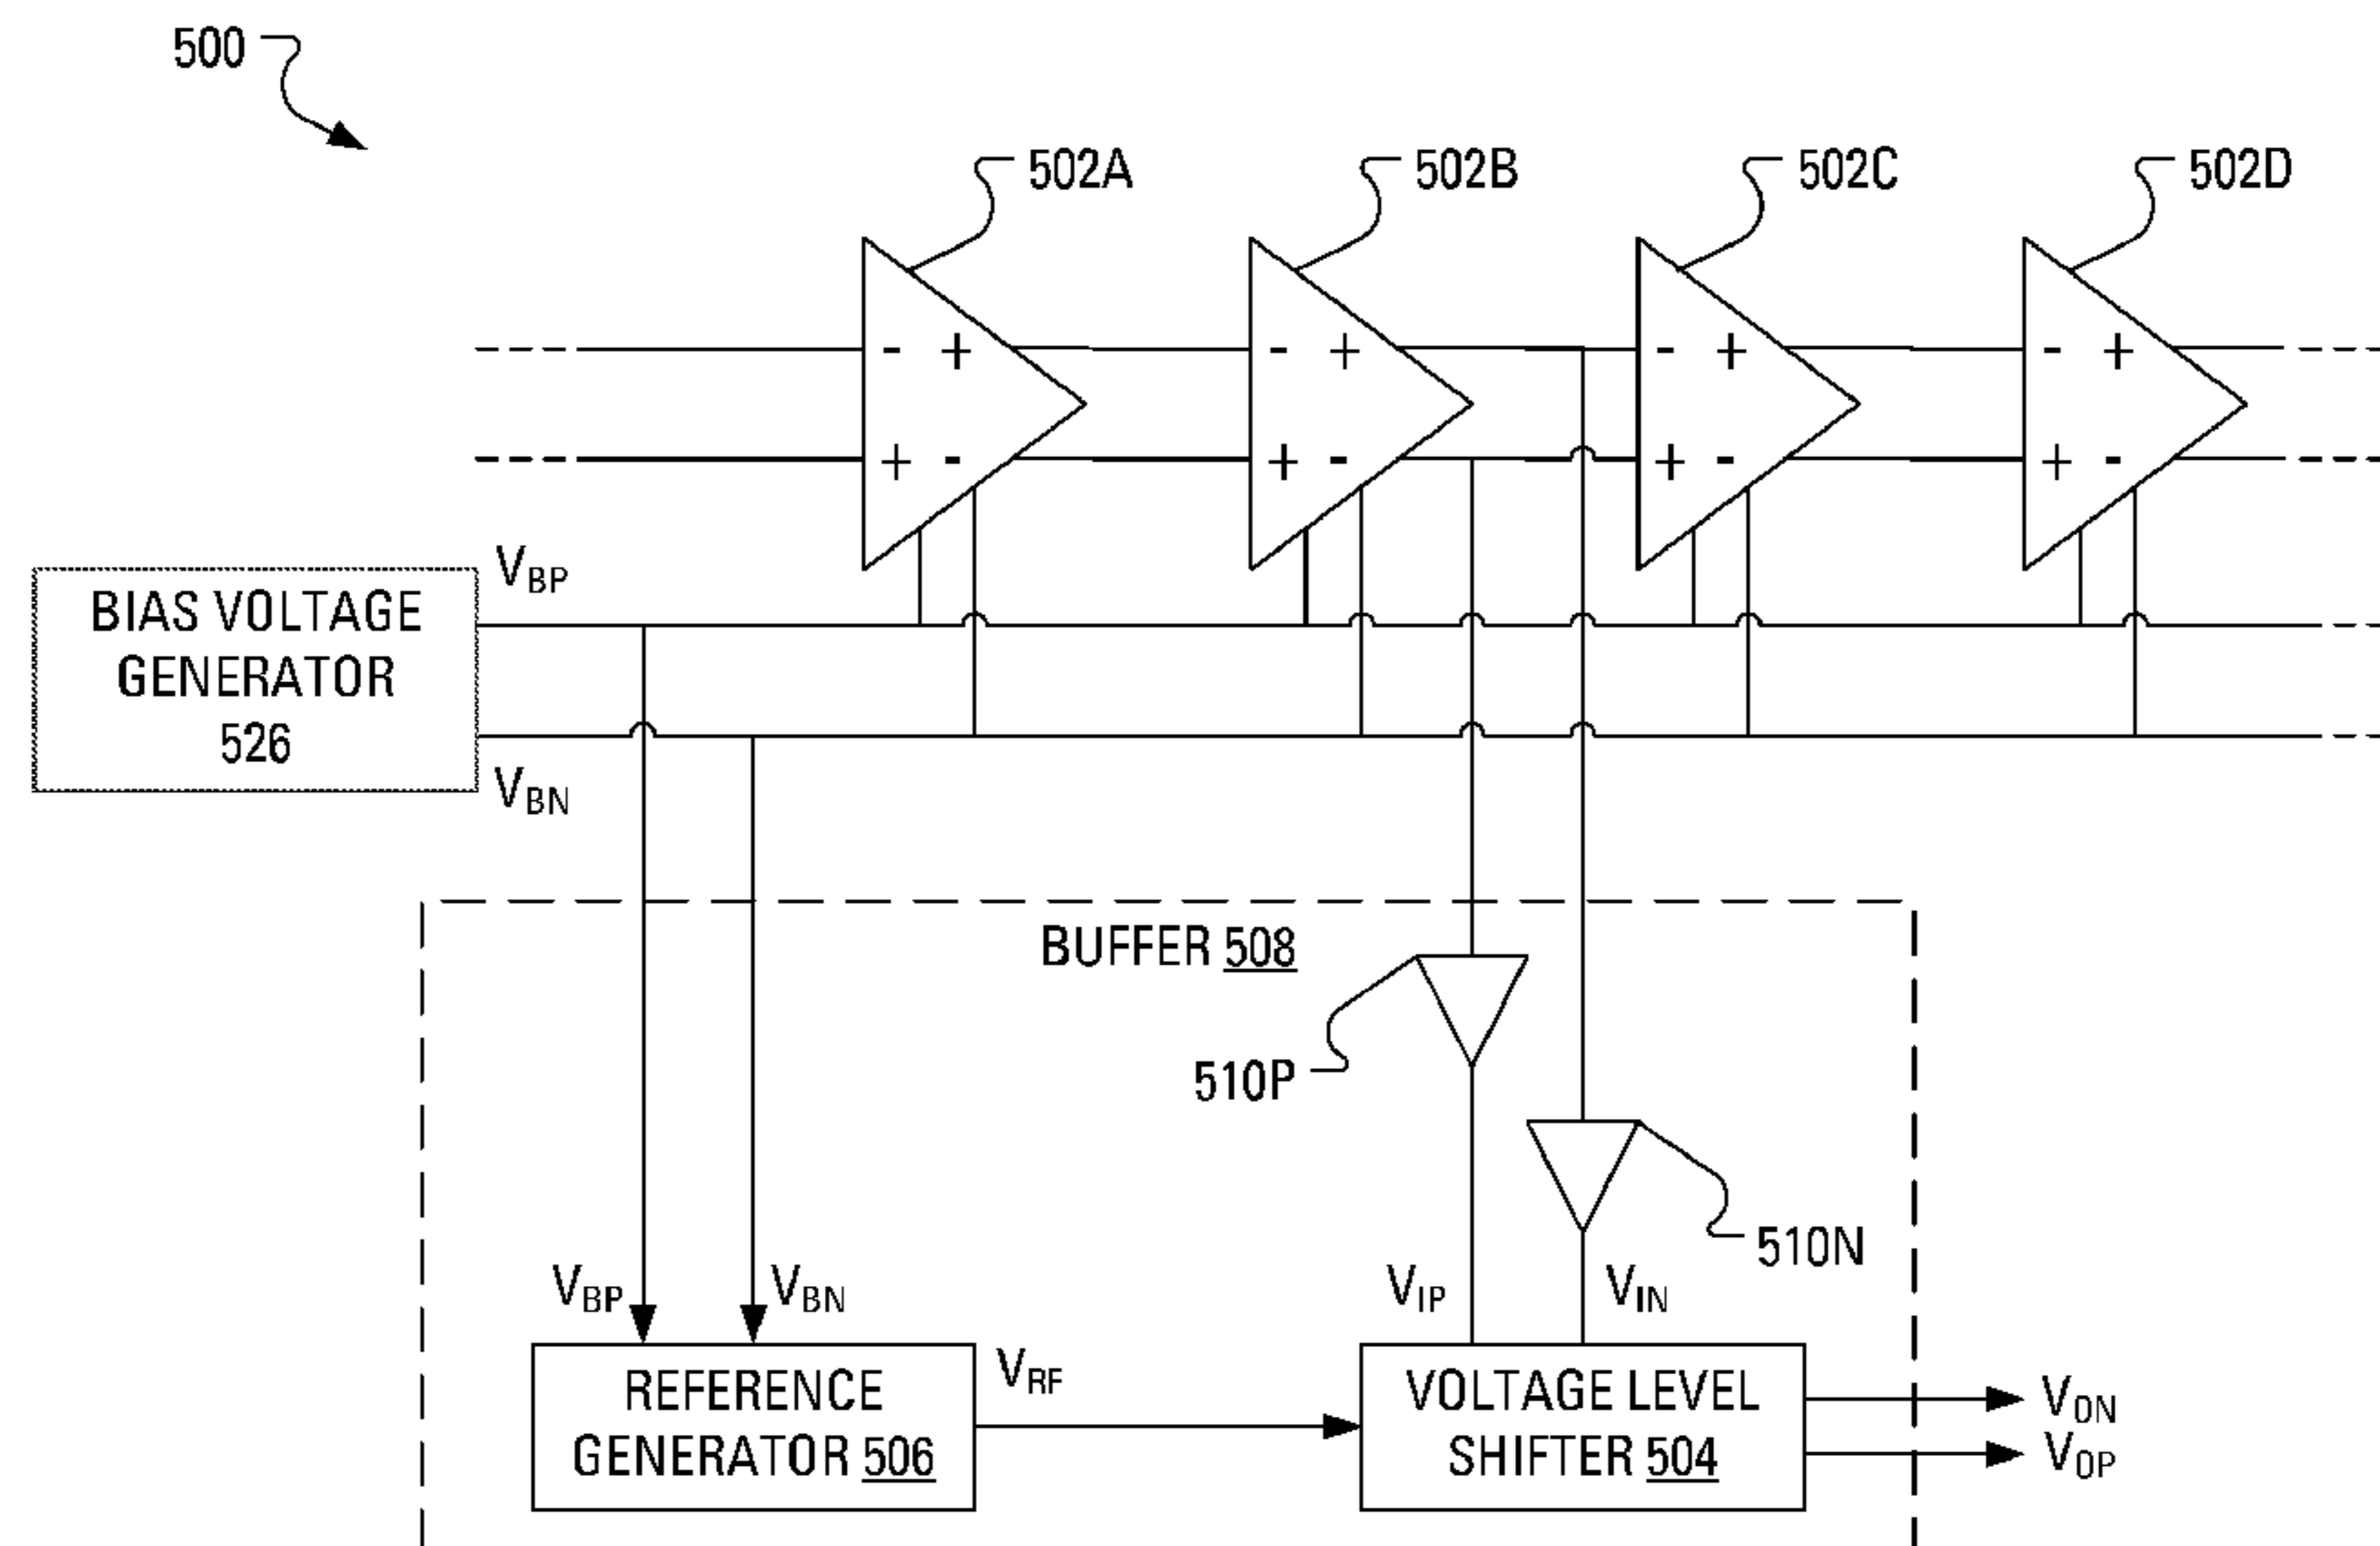 500
502A
502B
502C
502D
- +
- +
- +
- +
+ -
+ -
+ -
+ -
VBP
BIAS VOLTAGE
GENERATOR
526
VBN
BUFFER 508
510P
510N
VBP
VBN
VIP
VIN
REFERENCE
GENERATOR 506
VRF
VOLTAGE LEVEL
SHIFTER 504
VON
VOP